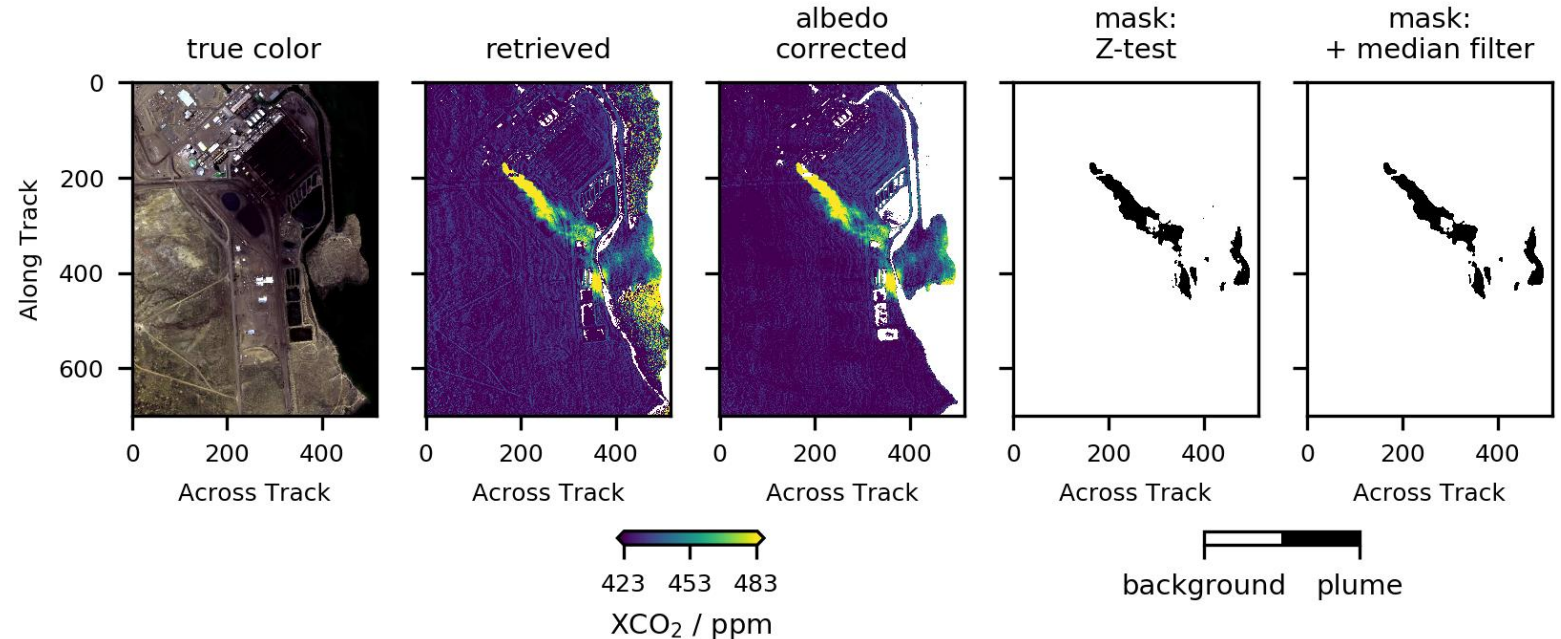 true color
retrieved
albedo
corrected
mask:
Z-test
mask:
+ median filter
Along Track
0
200
400
600
0 200 400
0 200 400
0 200 400
0 200 400
0 200 400
Across Track
Across Track
Across Track
Across Track
Across Track
423 453 483
XCO₂ / ppm
background plume